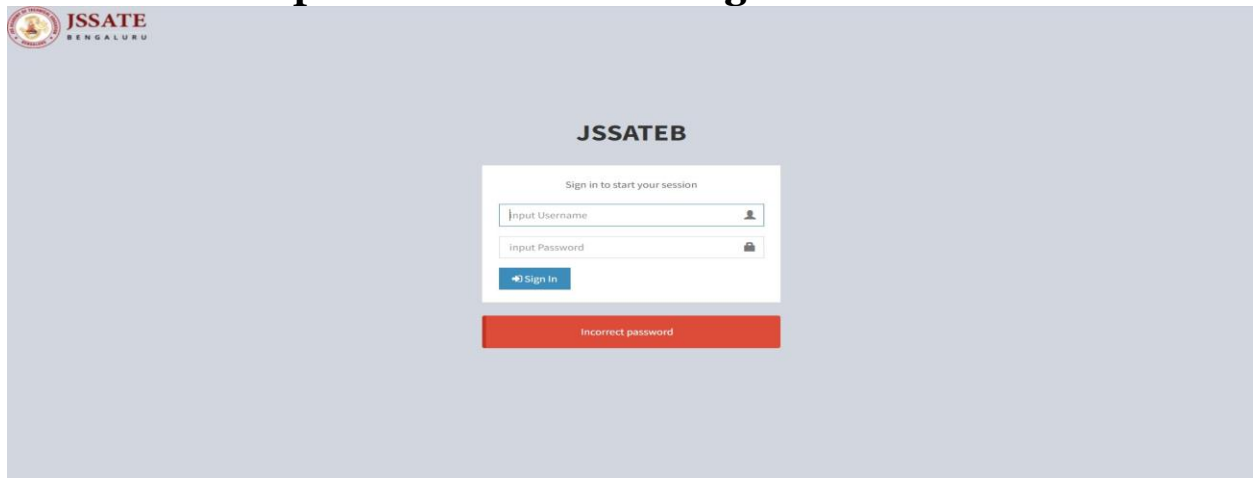 JSSATE
BENGALURU
JSSATEB
Sign in to start your session
input Username
input Password
Sign In
Incorrect password